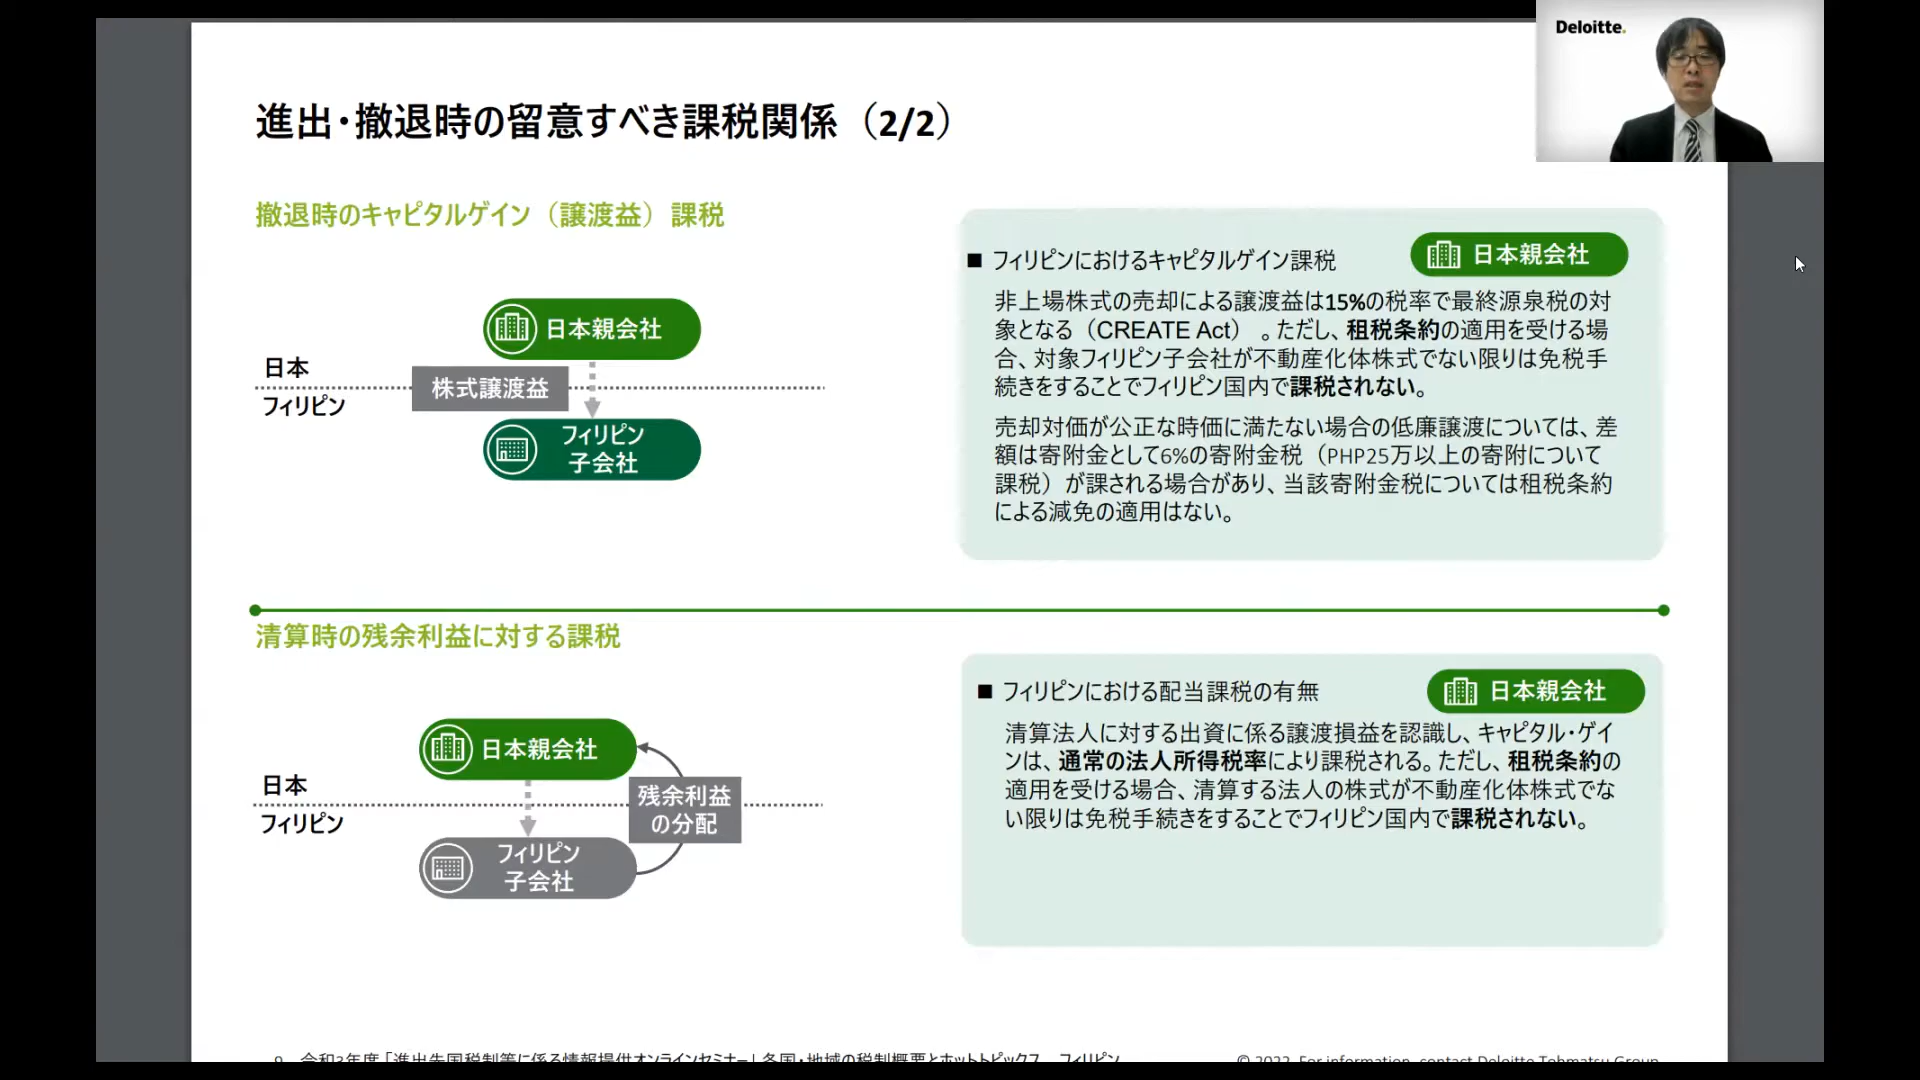 Deloitte.
進出・撤退時の留意すべき課税関係（2/2）
撤退時のキャピタルゲイン（譲渡益）課税
日本親会社
日本
株式譲渡益
フィリピン
フィリピン
子会社
■ フィリピンにおけるキャピタルゲイン課税
日本親会社
非上場株式の売却による譲渡益は15%の税率で最終源泉税の対
象となる（CREATE Act）。ただし、租税条約の適用を受ける場
合、対象フィリピン子会社が不動産化体株式でない限りは免税手
続きをすることでフィリピン国内で課税されない。
売却対価が公正な時価に満たない場合の低廉譲渡については、差
額は寄附金として6%の寄附金税（PHP25万以上の寄附について
課税）が課される場合があり、当該寄附金税については租税条約
による減免の適用はない。
清算時の残余利益に対する課税
日本親会社
日本
残余利益
の分配
フィリピン
フィリピン
子会社
■ フィリピンにおける配当課税の有無
日本親会社
清算法人に対する出資に係る譲渡損益を認識し、キャピタル・ゲイ
ンは、通常の法人所得税率により課税される。ただし、租税条約の
適用を受ける場合、清算する法人の株式が不動産化体株式でな
い限りは免税手続きをすることでフィリピン国内で課税されない。
9 令和3年度「進出先国税制等に係る情報提供オンラインセミナー」各国・地域の税制概要とホットトピックス フィリピン
© 2022. For information, contact Deloitte Tohmatsu Group.